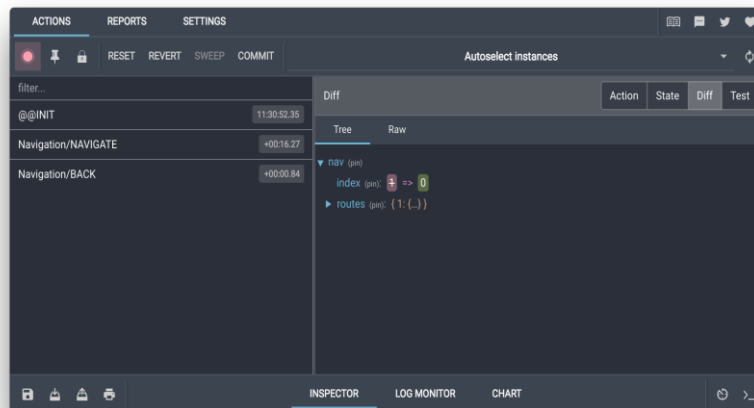 ACTIONS REPORTS SETTINGS
RESET REVERT SWEEP COMMIT Autoselect instances
filter...
@@INIT 11:30:52.35
Navigation/NAVIGATE +00:16.27
Navigation/BACK +00:00.84
Diff Action State Diff Test
Tree Raw
nav (pin)
index (pin): 1 => 0
routes (pin): { 1: {…} }
INSPECTOR LOG MONITOR CHART